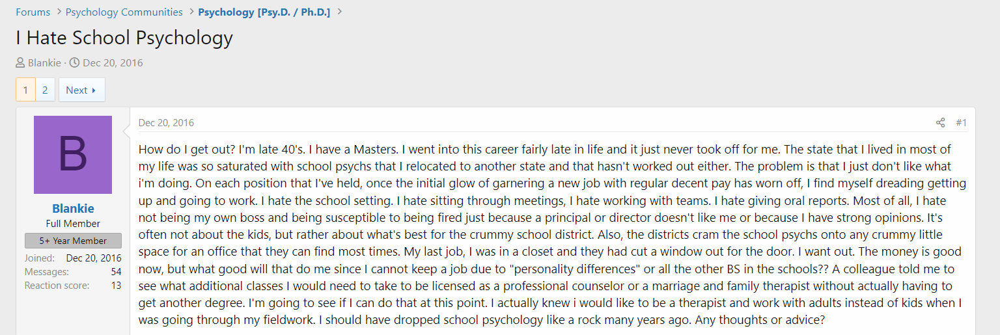 Forums > Psychology Communities > Psychology [Psy.D. / Ph.D.] >
I Hate School Psychology
Blankie · Dec 20, 2016
1 2 Next
B
Blankie
Full Member
5+ Year Member
Joined: Dec 20, 2016
Messages: 54
Reaction score: 13
Dec 20, 2016 #1
How do I get out? I'm late 40's. I have a Masters. I went into this career fairly late in life and it just never took off for me. The state that I lived in most of
my life was so saturated with school psychs that I relocated to another state and that hasn't worked out either. The problem is that I just don't like what
i'm doing. On each position that I've held, once the initial glow of garnering a new job with regular decent pay has worn off, I find myself dreading getting
up and going to work. I hate the school setting. I hate sitting through meetings, I hate working with teams. I hate giving oral reports. Most of all, I hate
not being my own boss and being susceptible to being fired just because a principal or director doesn't like me or because I have strong opinions. It's
often not about the kids, but rather about what's best for the crummy school district. Also, the districts cram the school psychs onto any crummy little
space for an office that they can find most times. My last job, I was in a closet and they had cut a window out for the door. I want out. The money is good
now, but what good will that do me since I cannot keep a job due to "personality differences" or all the other BS in the schools?? A colleague told me to
see what additional classes I would need to take to be licensed as a professional counselor or a marriage and family therapist without actually having to
get another degree. I'm going to see if I can do that at this point. I actually knew i would like to be a therapist and work with adults instead of kids when I
was going through my fieldwork. I should have dropped school psychology like a rock many years ago. Any thoughts or advice?